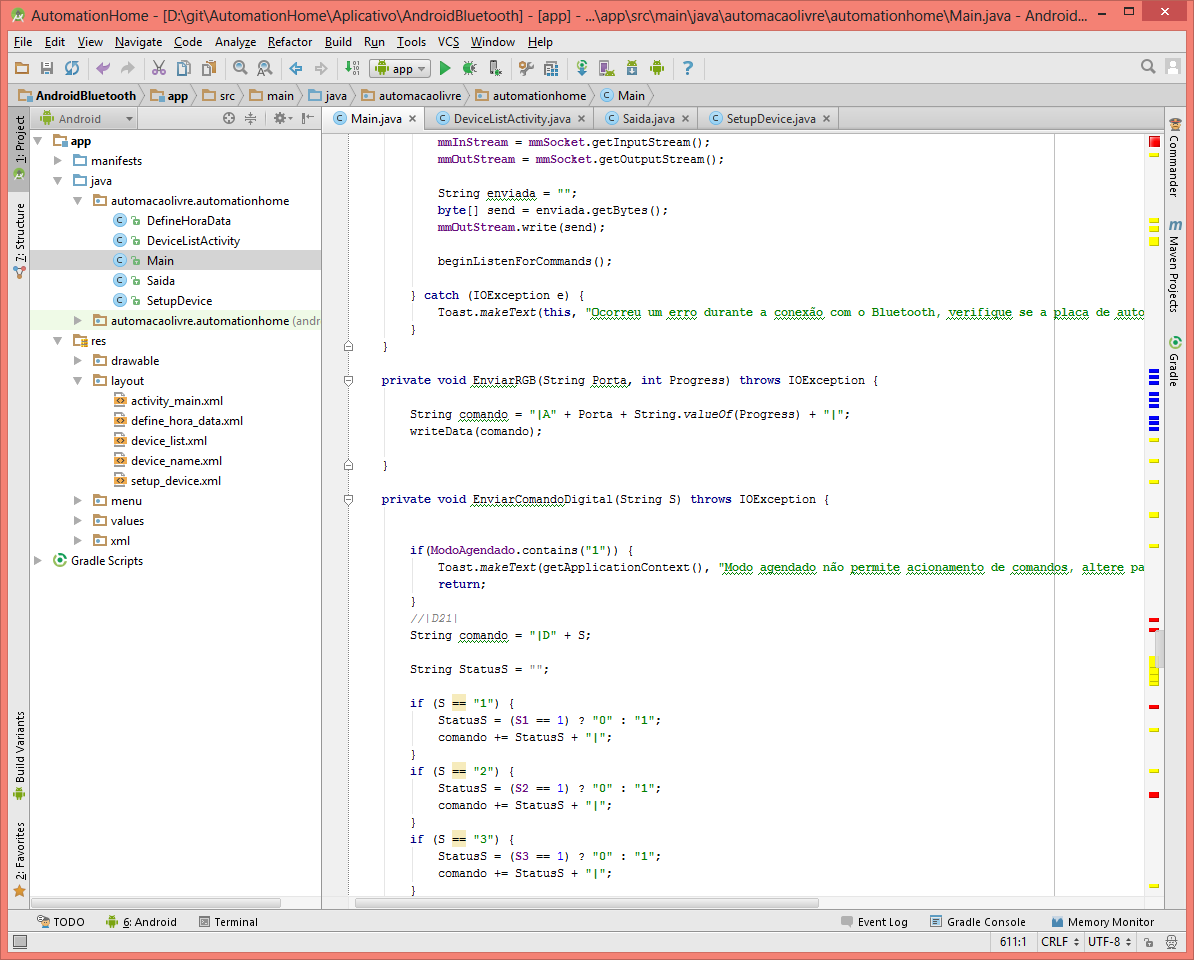 AutomationHome - [D:\git\AutomationHome\Aplicativo\AndroidBluetooth] - [app] - ...\app\src\main\java\automacaolivre\automationhome\Main.java - Android...
File Edit View Navigate Code Analyze Refactor Build Run Tools VCS Window Help
app
AndroidBluetooth app src main java automacaolivre automationhome Main
1: Project
Z: Structure
Build Variants
2: Favorites
Android
app
manifests
java
automacaolivre.automationhome
DefineHoraData
DeviceListActivity
Main
Saida
SetupDevice
automacaolivre.automationhome (andr
res
drawable
layout
activity_main.xml
define_hora_data.xml
device_list.xml
device_name.xml
setup_device.xml
menu
values
xml
Gradle Scripts
Main.java DeviceListActivity.java Saida.java SetupDevice.java
mmInStream = mmSocket.getInputStream();
mmOutStream = mmSocket.getOutputStream();
String enviada = "";
byte[] send = enviada.getBytes();
mmOutStream.write(send);
beginListenForCommands();
} catch (IOException e) {
Toast.makeText(this, "Ocorreu um erro durante a conexão com o Bluetooth, verifique se a placa de auto
}
}
private void EnviarRGB(String Porta, int Progress) throws IOException {
String comando = "|A" + Porta + String.valueOf(Progress) + "|";
writeData(comando);
}
private void EnviarComandoDigital(String S) throws IOException {
if(ModoAgendado.contains("1")) {
Toast.makeText(getApplicationContext(), "Modo agendado não permite acionamento de comandos, altere pa
return;
}
//|D21|
String comando = "|D" + S;
String StatusS = "";
if (S == "1") {
StatusS = (S1 == 1) ? "0" : "1";
comando += StatusS + "|";
}
if (S == "2") {
StatusS = (S2 == 1) ? "0" : "1";
comando += StatusS + "|";
}
if (S == "3") {
StatusS = (S3 == 1) ? "0" : "1";
comando += StatusS + "|";
}
Commander
m Maven Projects
Gradle
TODO 6: Android Terminal Event Log Gradle Console Memory Monitor
611:1 CRLF UTF-8